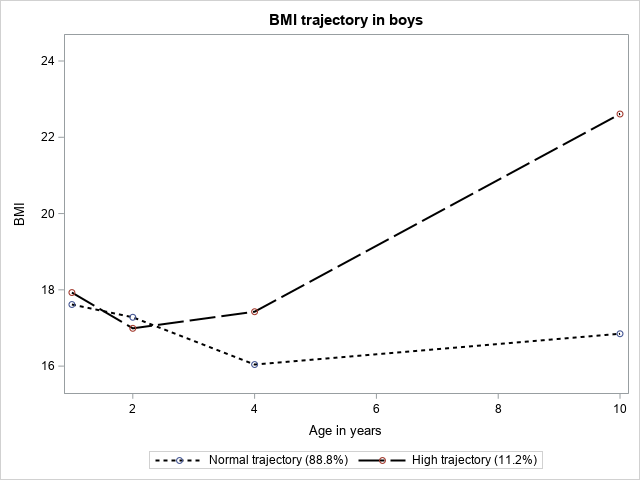 BMI trajectory in boys
24
22
20
18
16
BMI
2 4 6 8 10
Age in years
Normal trajectory (88.8%) High trajectory (11.2%)